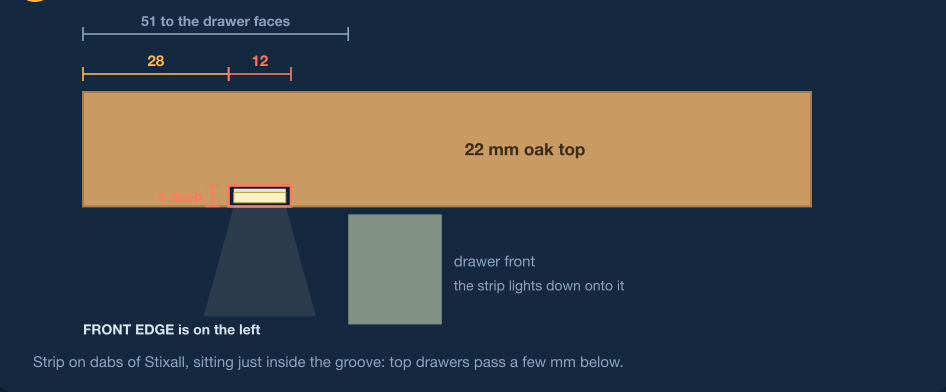 51 to the drawer faces
28
12
22 mm oak top
drawer front
the strip lights down onto it
FRONT EDGE is on the left
Strip on dabs of Stixall, sitting just inside the groove: top drawers pass a few mm below.